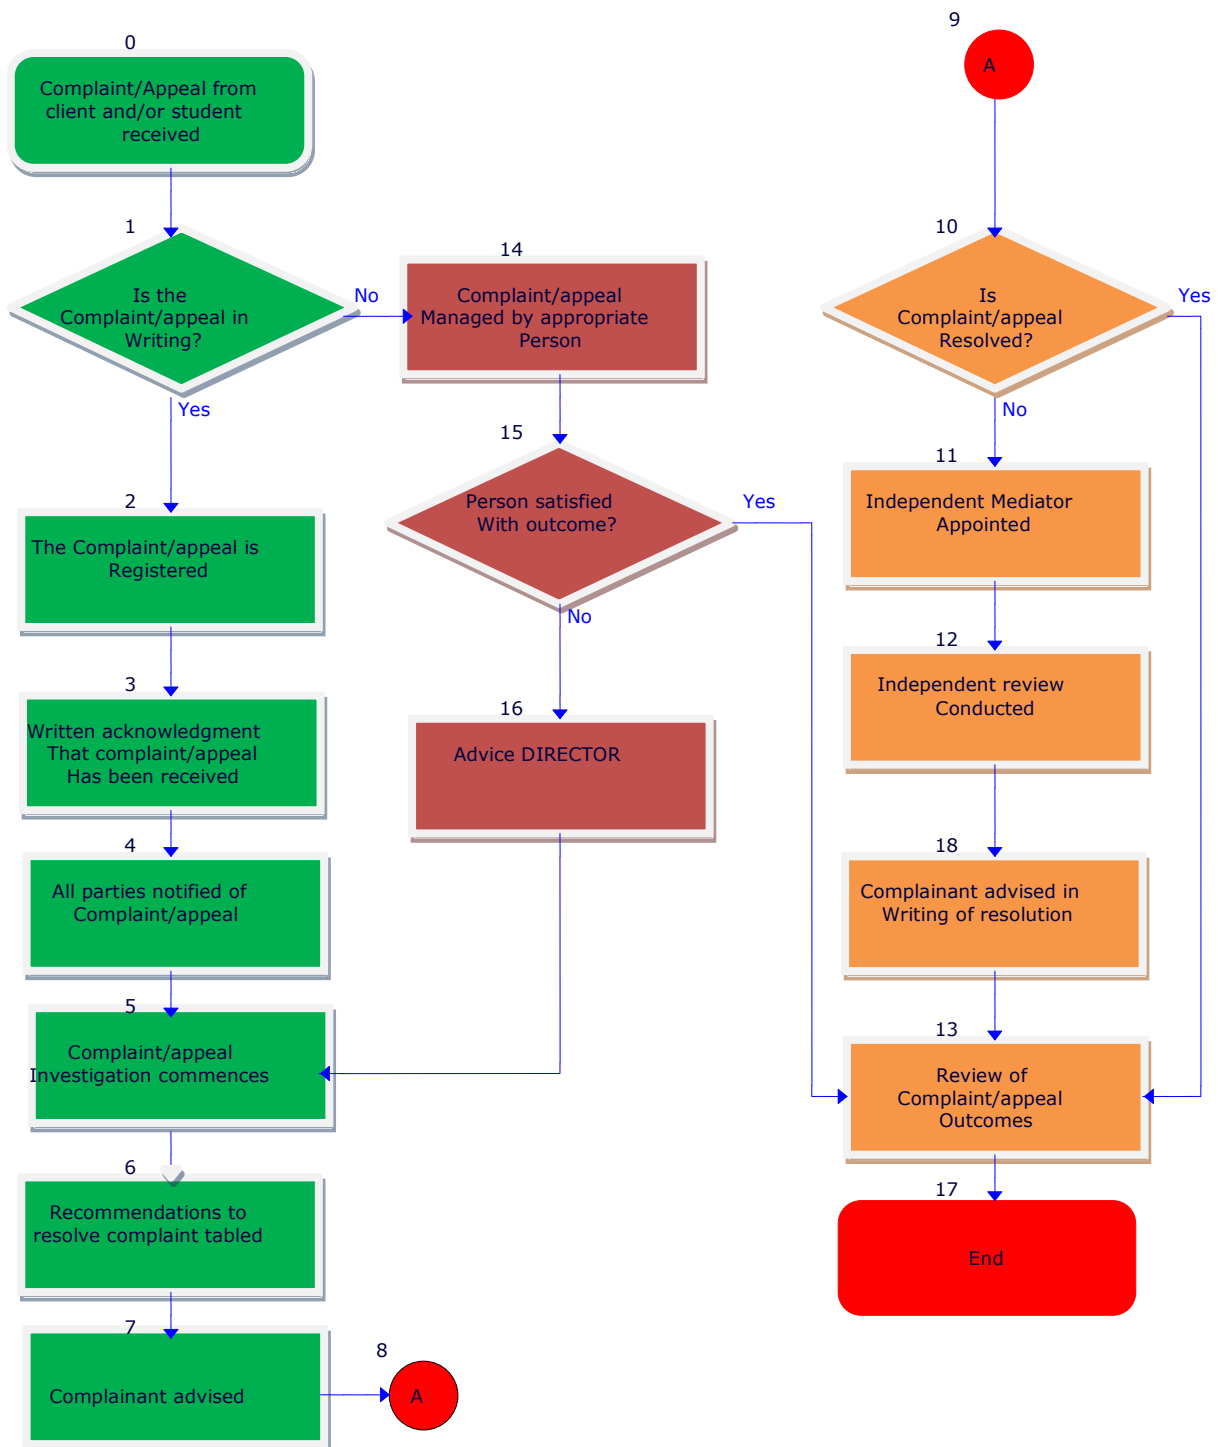 0
Complaint/Appeal from
client and/or student
received
1
Is the
Complaint/appeal in
Writing?
No
Yes
2
The Complaint/appeal is
Registered
3
Written acknowledgment
That complaint/appeal
Has been received
4
All parties notified of
Complaint/appeal
5
Complaint/appeal
Investigation commences
6
Recommendations to
resolve complaint tabled
7
Complainant advised
8
A
14
Complaint/appeal
Managed by appropriate
Person
15
Person satisfied
With outcome?
Yes
No
16
Advice DIRECTOR
9
A
10
Is
Complaint/appeal
Resolved?
Yes
No
11
Independent Mediator
Appointed
12
Independent review
Conducted
18
Complainant advised in
Writing of resolution
13
Review of
Complaint/appeal
Outcomes
17
End